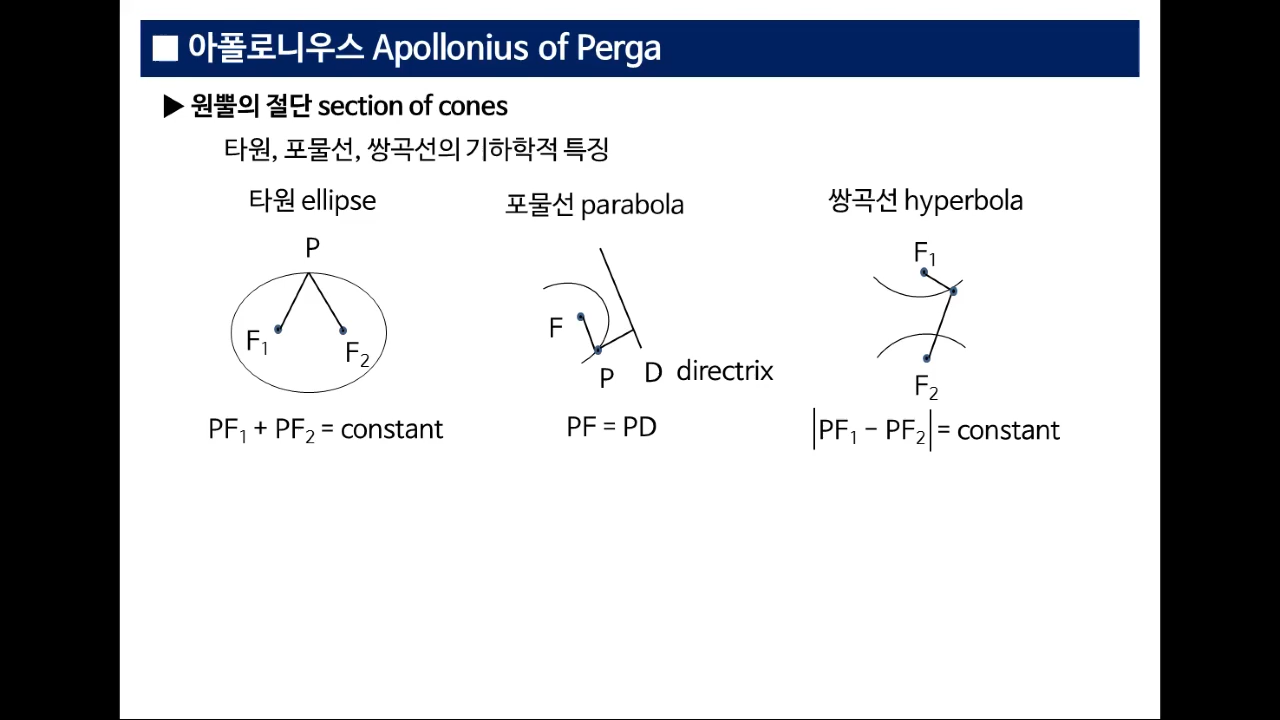 ■ 아폴로니우스 Apollonius of Perga
▶ 원뿔의 절단 section of cones
타원, 포물선, 쌍곡선의 기하학적 특징
타원 ellipse
포물선 parabola
쌍곡선 hyperbola
P
F₁
F₂
F
P
D directrix
F₁
F₂
PF₁ + PF₂ = constant
PF = PD
|PF₁ − PF₂| = constant